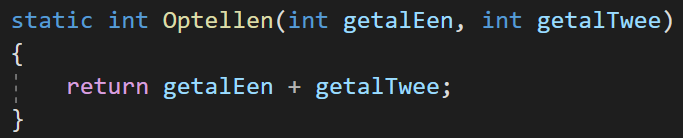 static int Optellen(int getalEen, int getalTwee)
{
    return getalEen + getalTwee;
}